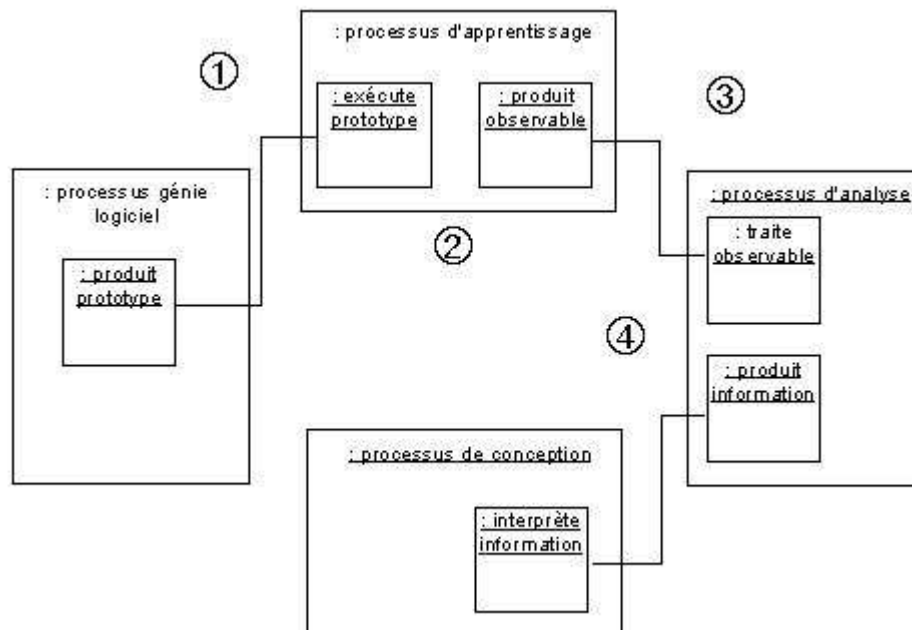 : processus d'apprentissage
①
: exécute
prototype
: produit
observable
③
: processus génie
logiciel
: produit
prototype
②
: processus d'analyse
: traite
observable
④
: produit
information
: processus de conception
: interprète
information